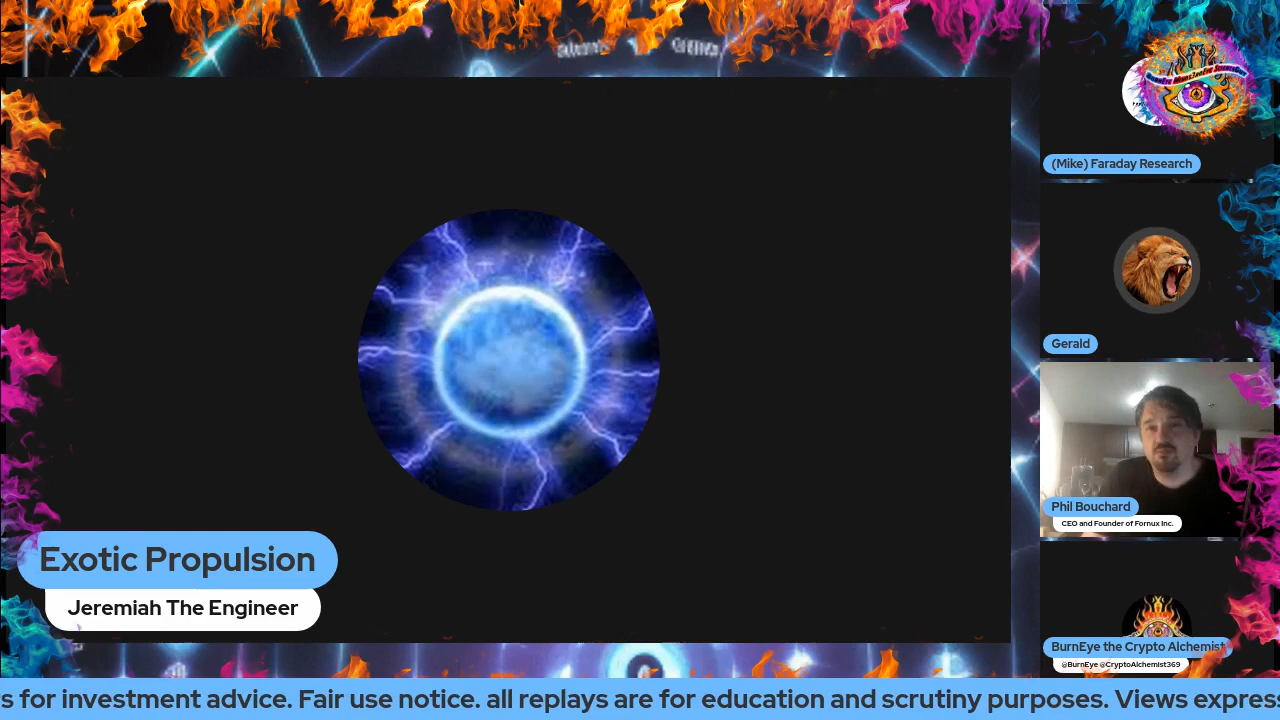 (Mike) Faraday Research
Gerald
Phil Bouchard
CEO and Founder of Fornux Inc.
Exotic Propulsion
Jeremiah The Engineer
BurnEye the Crypto Alchemist
@BurnEye @CryptoAlchemist369
s for investment advice. Fair use notice. all replays are for education and scrutiny purposes. Views express